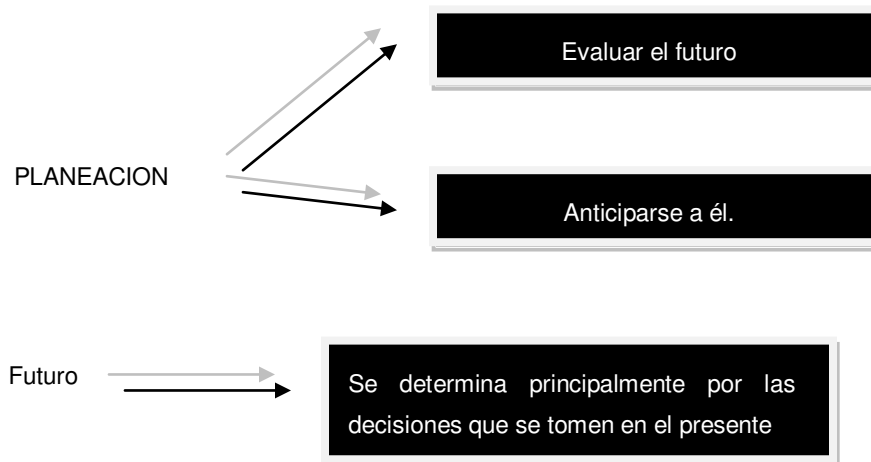 Evaluar el futuro
PLANEACION
Anticiparse a él.
Futuro
Se determina principalmente por las
decisiones que se tomen en el presente